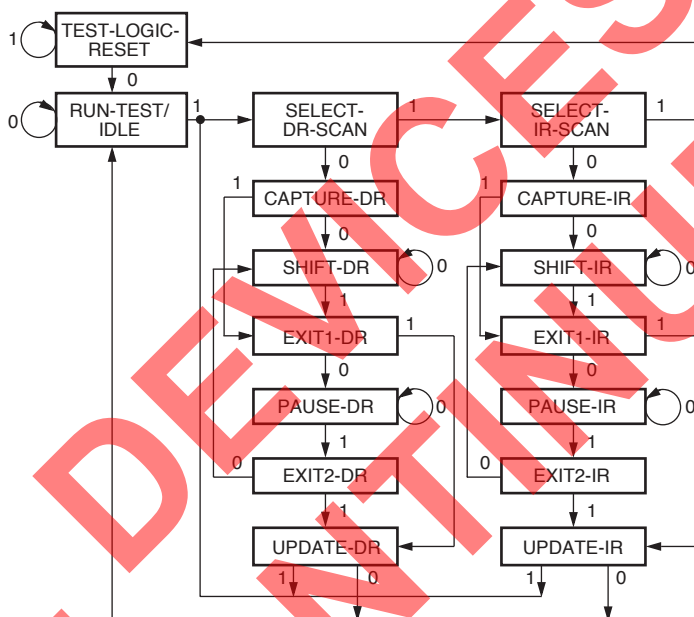 TEST-LOGIC-
RESET
1
0
RUN-TEST/
IDLE
0
1
SELECT-
DR-SCAN
1
SELECT-
IR-SCAN
1
0
0
1
CAPTURE-DR
1
CAPTURE-IR
0
0
SHIFT-DR
0
SHIFT-IR
0
1
1
EXIT1-DR
1
EXIT1-IR
1
0
0
PAUSE-DR
0
PAUSE-IR
0
1
1
0
EXIT2-DR
0
EXIT2-IR
1
1
UPDATE-DR
UPDATE-IR
1
0
1
0
DEVICES